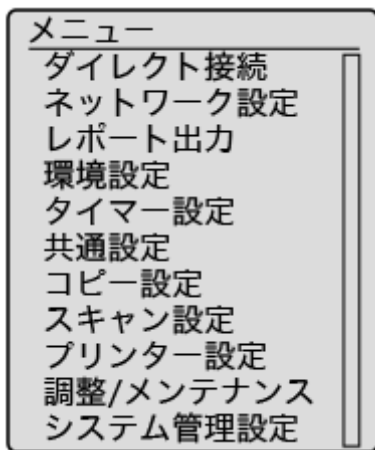 メニュー
ダイレクト接続
ネットワーク設定
レポート出力
環境設定
タイマー設定
共通設定
コピー設定
スキャン設定
プリンター設定
調整/メンテナンス
システム管理設定